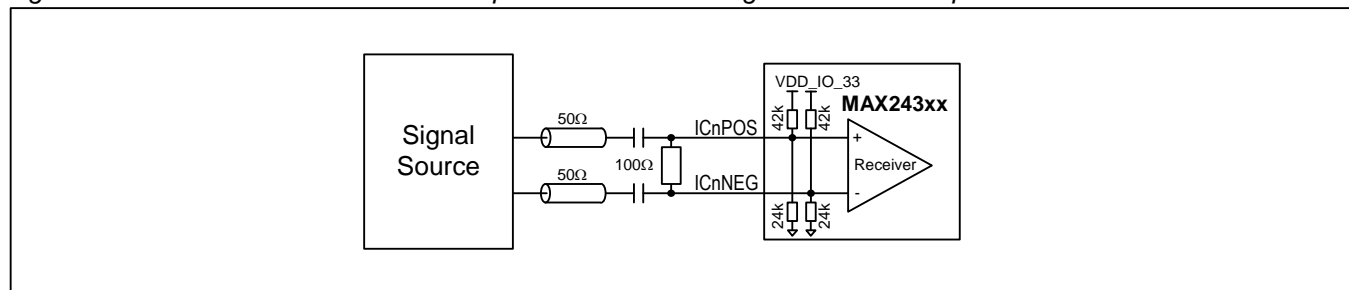 VDD_IO_33
MAX243xx
42k
42k
50Ω
ICnPOS
+
Signal
Source
100Ω
Receiver
50Ω
ICnNEG
-
24k
24k